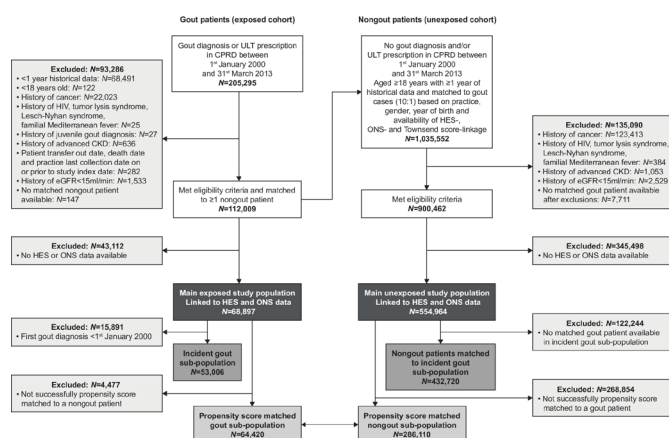 Gout patients (exposed cohort)
Nongout patients (unexposed cohort)
Gout diagnosis or ULT prescription
in CPRD between
1st January 2000
and 31st March 2013
N=205,295
No gout diagnosis and/or
ULT prescription in CPRD between
1st January 2000
and 31st March 2013
Aged ≥18 years with ≥1 year of
historical data and matched to gout
cases (10:1) based on practice,
gender, year of birth and
availability of HES-,
ONS- and Townsend score-linkage
N=1,035,552
Excluded: N=93,286
• <1 year historical data: N=68,491
• <18 years old: N=122
• History of cancer: N=22,023
• History of HIV, tumor lysis syndrome,
Lesch-Nyhan syndrome,
familial Mediterranean fever: N=25
• History of juvenile gout diagnosis: N=27
• History of advanced CKD: N=636
• Patient transfer out date, death date
and practice last collection date on
or prior to study index date: N=282
• History of eGFR<15ml/min: N=1,533
• No matched nongout patient
available: N=147
Excluded: N=135,090
• History of cancer: N=123,413
• History of HIV, tumor lysis syndrome,
Lesch-Nyhan syndrome,
familial Mediterranean fever: N=384
• History of advanced CKD: N=1,053
• History of eGFR<15ml/min: N=2,529
• No matched gout patient available
after exclusions: N=7,711
Met eligibility criteria and matched
to ≥1 nongout patient
N=112,009
Met eligibility criteria
N=900,462
Excluded: N=43,112
• No HES or ONS data available
Excluded: N=345,498
• No HES or ONS data available
Main exposed study population
Linked to HES and ONS data
N=68,897
Main unexposed study population
Linked to HES and ONS data
N=554,964
Excluded: N=15,891
• First gout diagnosis <1st January 2000
Excluded: N=122,244
• No matched gout patient available
in incident gout sub-population
Incident gout
sub-population
N=53,006
Nongout patients matched
to incident gout
sub-population
N=432,720
Excluded: N=4,477
• Not successfully propensity score
matched to a nongout patient
Excluded: N=268,854
• Not successfully propensity score
matched to a gout patient
Propensity score matched
gout sub-population
N=64,420
Propensity score matched
nongout sub-population
N=286,110